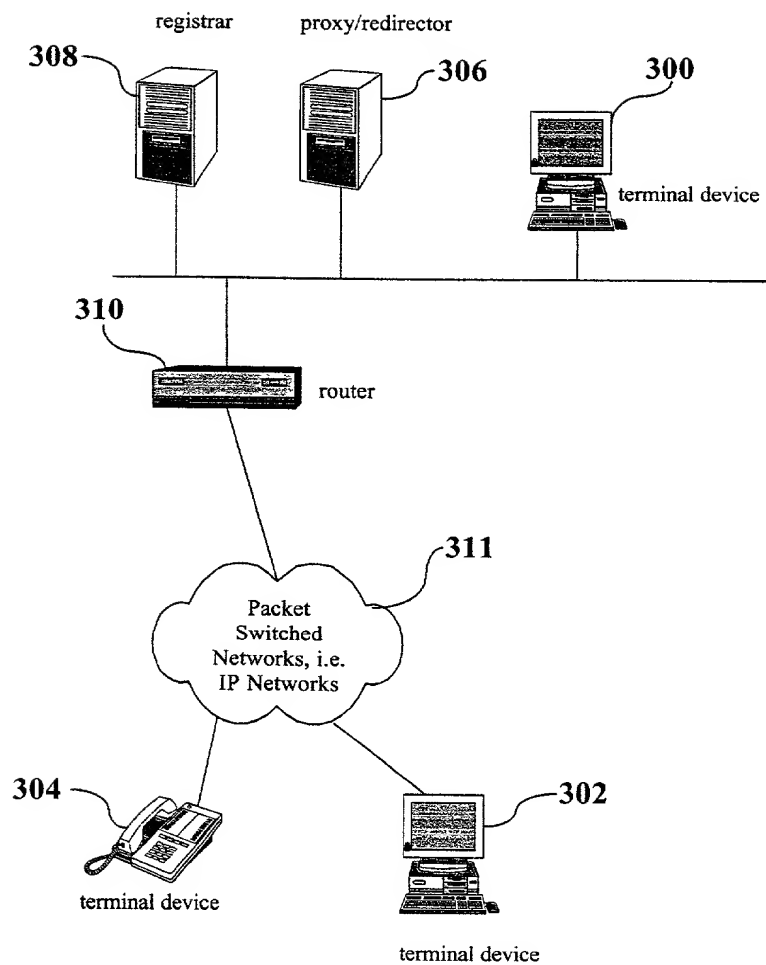 registrar
proxy/redirector
308
306
300
terminal device
310
router
311
Packet
Switched
Networks, i.e.
IP Networks
304
302
terminal device
terminal device